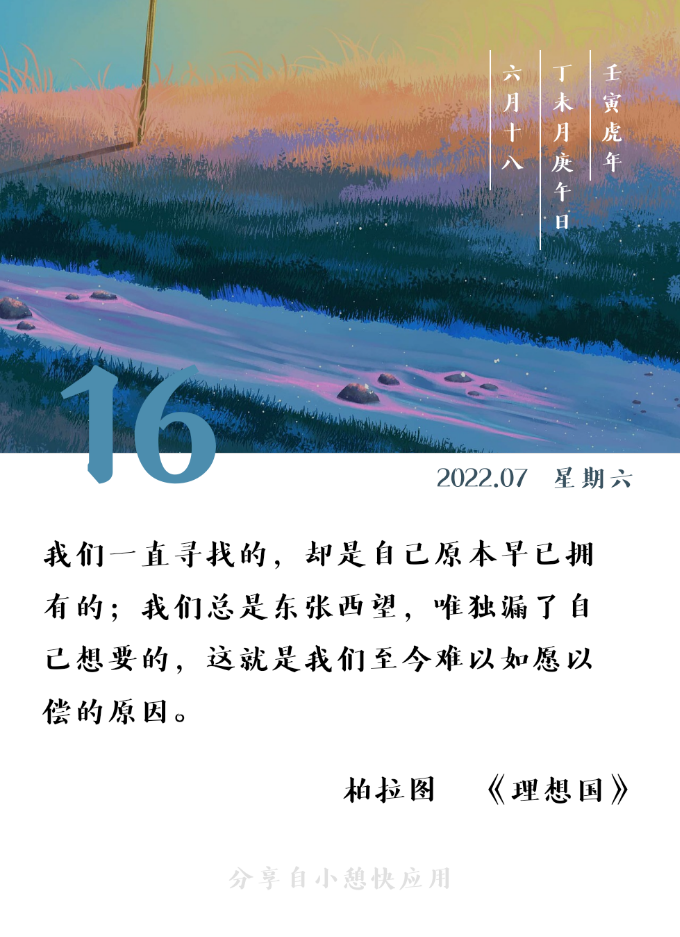 壬寅虎年
丁未月庚午日
六月十八
16
2022.07 星期六
我们一直寻找的，却是自己原本早已拥
有的；我们总是东张西望，唯独漏了自
己想要的，这就是我们至今难以如愿以
偿的原因。
柏拉图 《理想国》
分享自小憩快应用